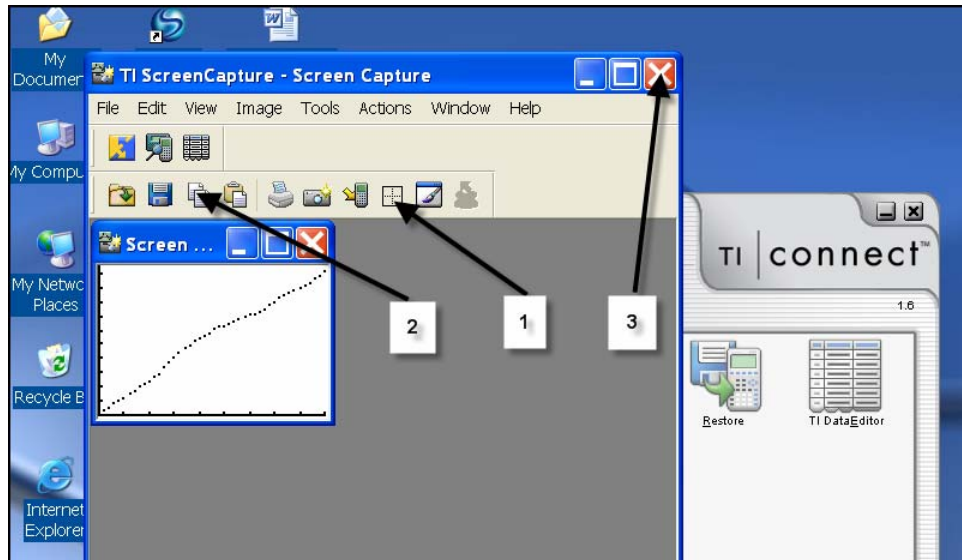 My
Documen
TI ScreenCapture - Screen Capture
File Edit View Image Tools Actions Window Help
My Compu
Screen ...
My Netwo
Places
Recycle B
Internet
Explorer
2
1
3
TI connect™
1.6
Restore
TI DataEditor